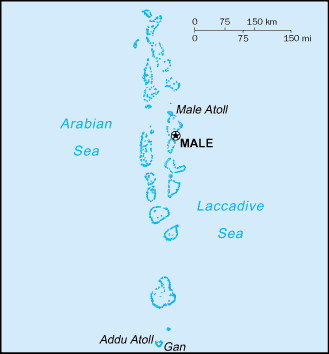 0 75 150 km
0 75 150 mi
Male Atoll
Arabian
Sea
MALE
Laccadive
Sea
Addu Atoll
Gan